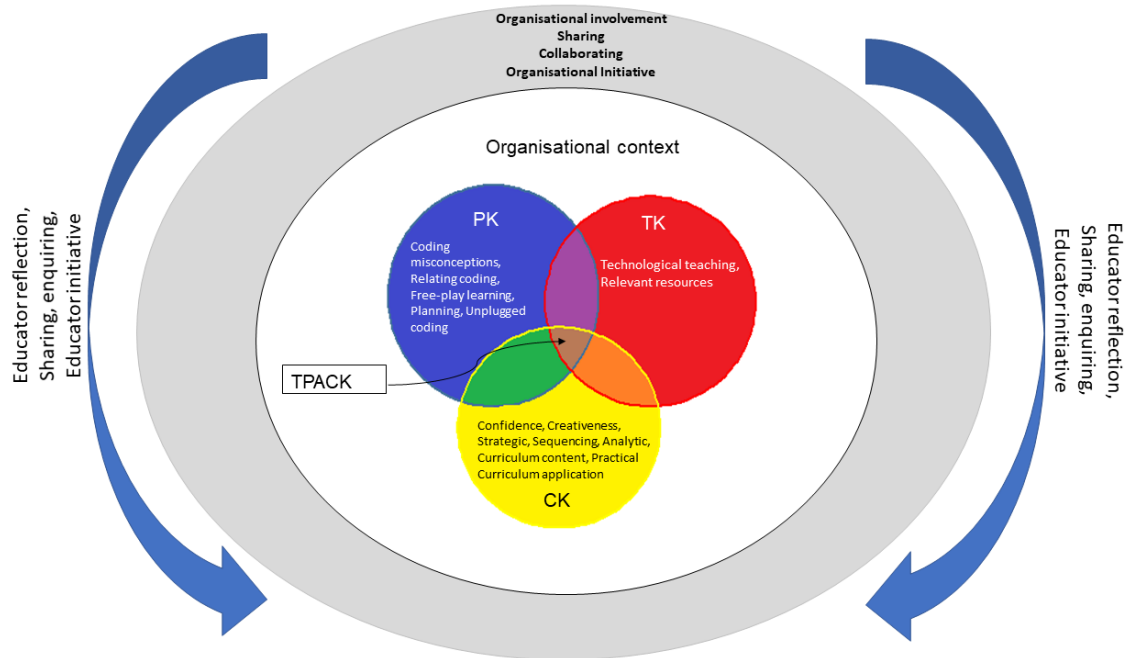 Organisational involvement
Sharing
Collaborating
Organisational Initiative
Organisational context
Educator reflection,
Sharing, enquiring,
Educator initiative
PK
Coding
misconceptions,
Relating coding,
Free-play learning,
Planning, Unplugged
coding
TK
Technological teaching,
Relevant resources
TPACK
Confidence, Creativeness,
Strategic, Sequencing, Analytic,
Curriculum content, Practical
Curriculum application
CK
Educator reflection,
Sharing, enquiring,
Educator initiative